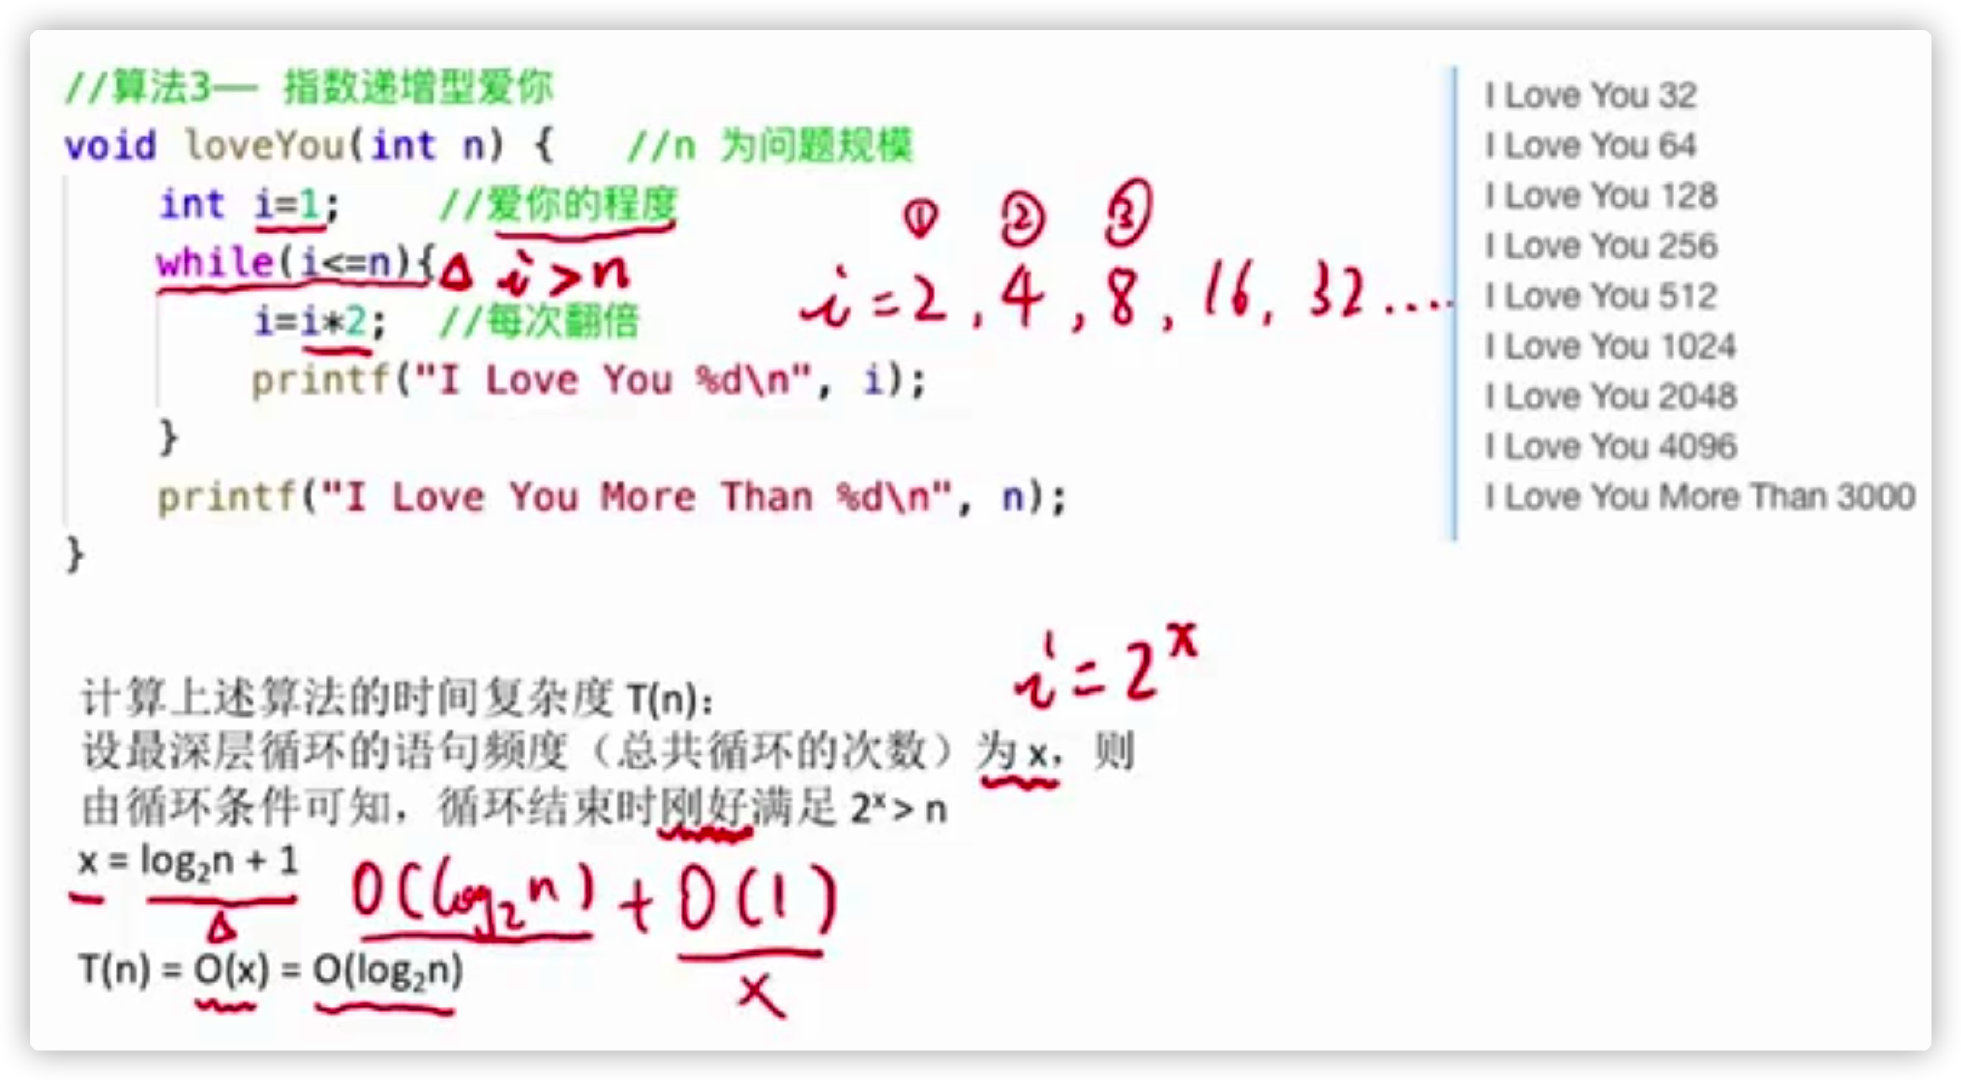 //算法3—— 指数递增型爱你
void loveYou(int n) {   //n 为问题规模
int i=1;   //爱你的程度
① ② ③
while(i<=n){ Δ i>n
i=2, 4, 8, 16, 32....
i=i*2;   //每次翻倍
printf("I Love You %d\n", i);
}
printf("I Love You More Than %d\n", n);
}
I Love You 32
I Love You 64
I Love You 128
I Love You 256
I Love You 512
I Love You 1024
I Love You 2048
I Love You 4096
I Love You More Than 3000
i=2ˣ
计算上述算法的时间复杂度 T(n)：
设最深层循环的语句频度（总共循环的次数）为 x，则
由循环条件可知，循环结束时刚好满足 2ˣ > n
x = log₂n + 1
Δ
O(log₂n) + O(1)
x
T(n) = O(x) = O(log₂n)